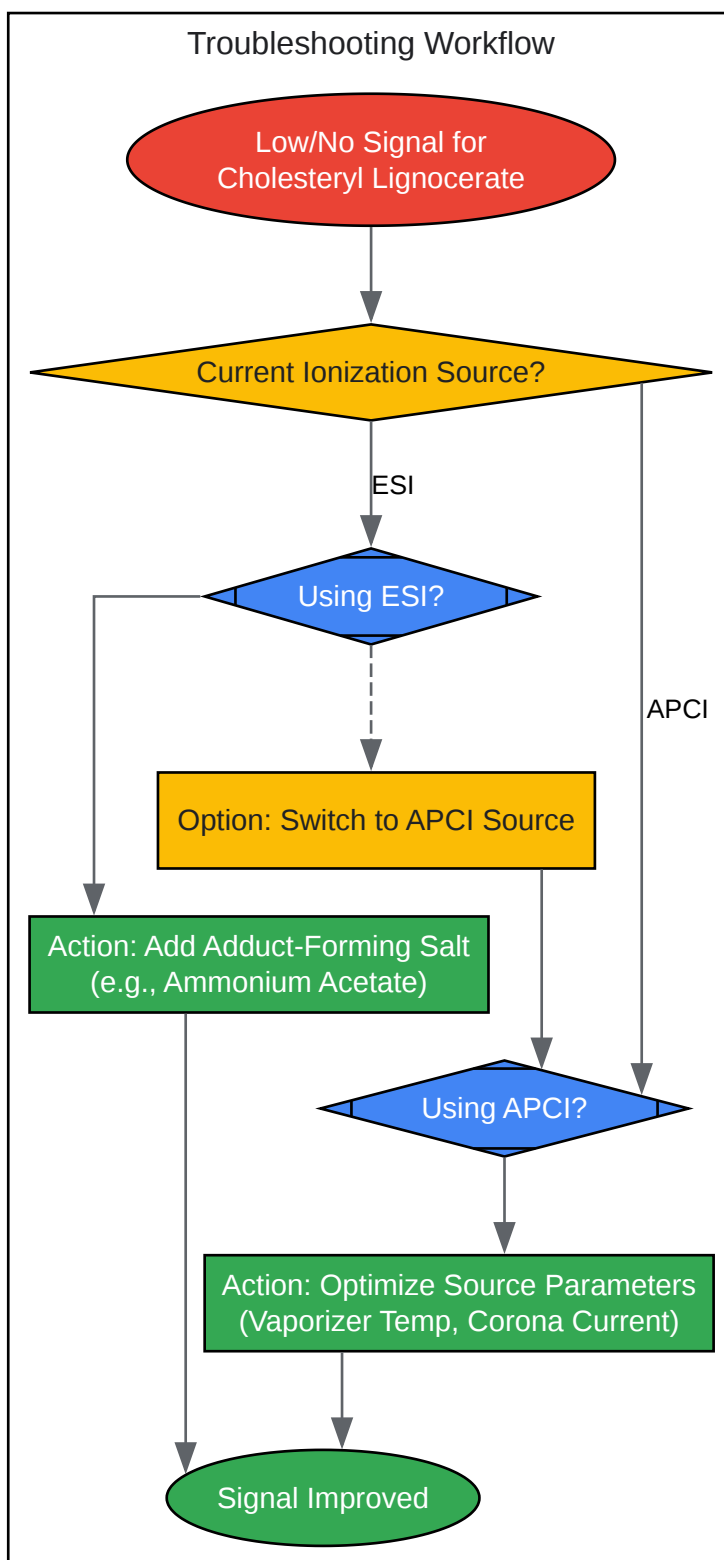 Troubleshooting Workflow
Low/No Signal for
Cholesteryl Lignocerate
Current Ionization Source?
ESI
Using ESI?
APCI
Option: Switch to APCI Source
Action: Add Adduct-Forming Salt
(e.g., Ammonium Acetate)
Using APCI?
Action: Optimize Source Parameters
(Vaporizer Temp, Corona Current)
Signal Improved